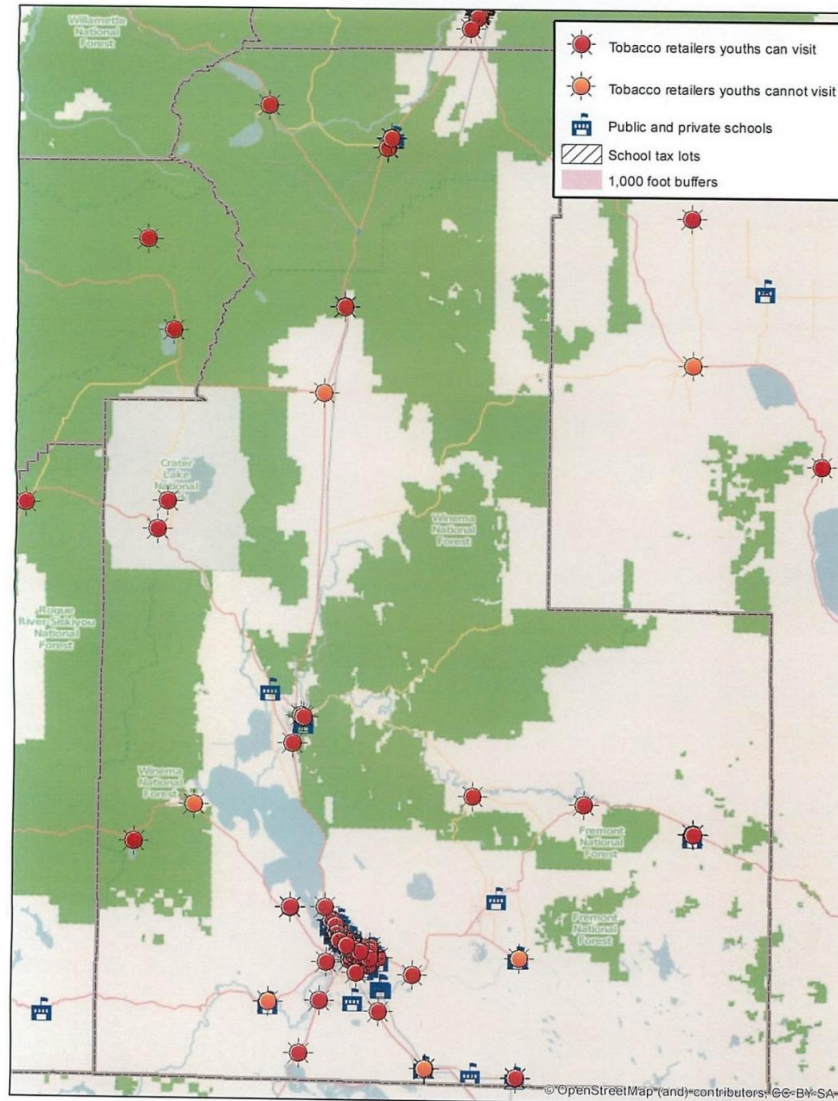 Willamette
National
Forest
Tobacco retailers youths can visit
Tobacco retailers youths cannot visit
Public and private schools
School tax lots
1,000 foot buffers
Crater
Lake
National
Winema
National
Forest
Rogue
River-Siskiyou
National
Forest
Winema
National
Forest
Fremont
National
Forest
Fremont
National
Forest
© OpenStreetMap (and) contributors, CC-BY-SA